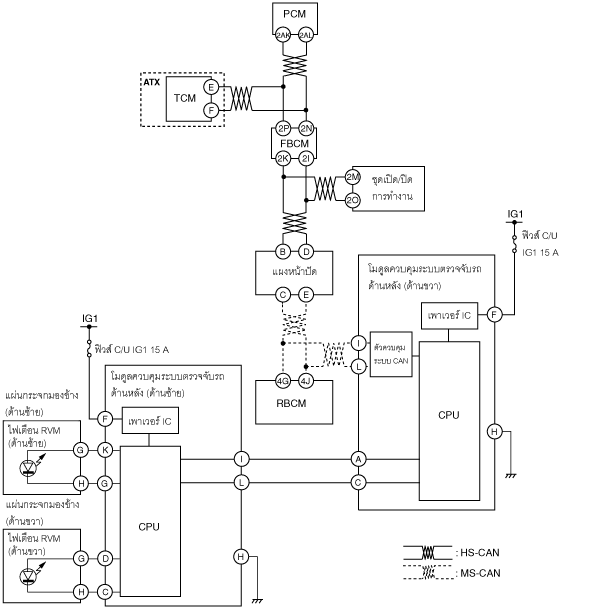 PCM
2AK 2AL
ATX
TCM
E
F
2P 2N
FBCM
2K 2I
2M
2O
ชุดเปิด/ปิด
การทำงาน
B D
แผงหน้าปัด
C E
IG1
ฟิวส์ C/U
IG1 15 A
โมดูลควบคุมระบบตรวจจับรถ
ด้านหลัง (ด้านขวา)
เพาเวอร์ IC
F
I
L
ตัวควบคุม
ระบบ CAN
CPU
H
4G 4J
RBCM
A
C
IG1
ฟิวส์ C/U IG1 15 A
โมดูลควบคุมระบบตรวจจับรถ
ด้านหลัง (ด้านซ้าย)
F
เพาเวอร์ IC
แผ่นกระจกมองข้าง
(ด้านซ้าย)
ไฟเตือน RVM
(ด้านซ้าย)
G K
H G
CPU
I
L
H
แผ่นกระจกมองข้าง
(ด้านขวา)
ไฟเตือน RVM
(ด้านขวา)
G D
H C
: HS-CAN
: MS-CAN